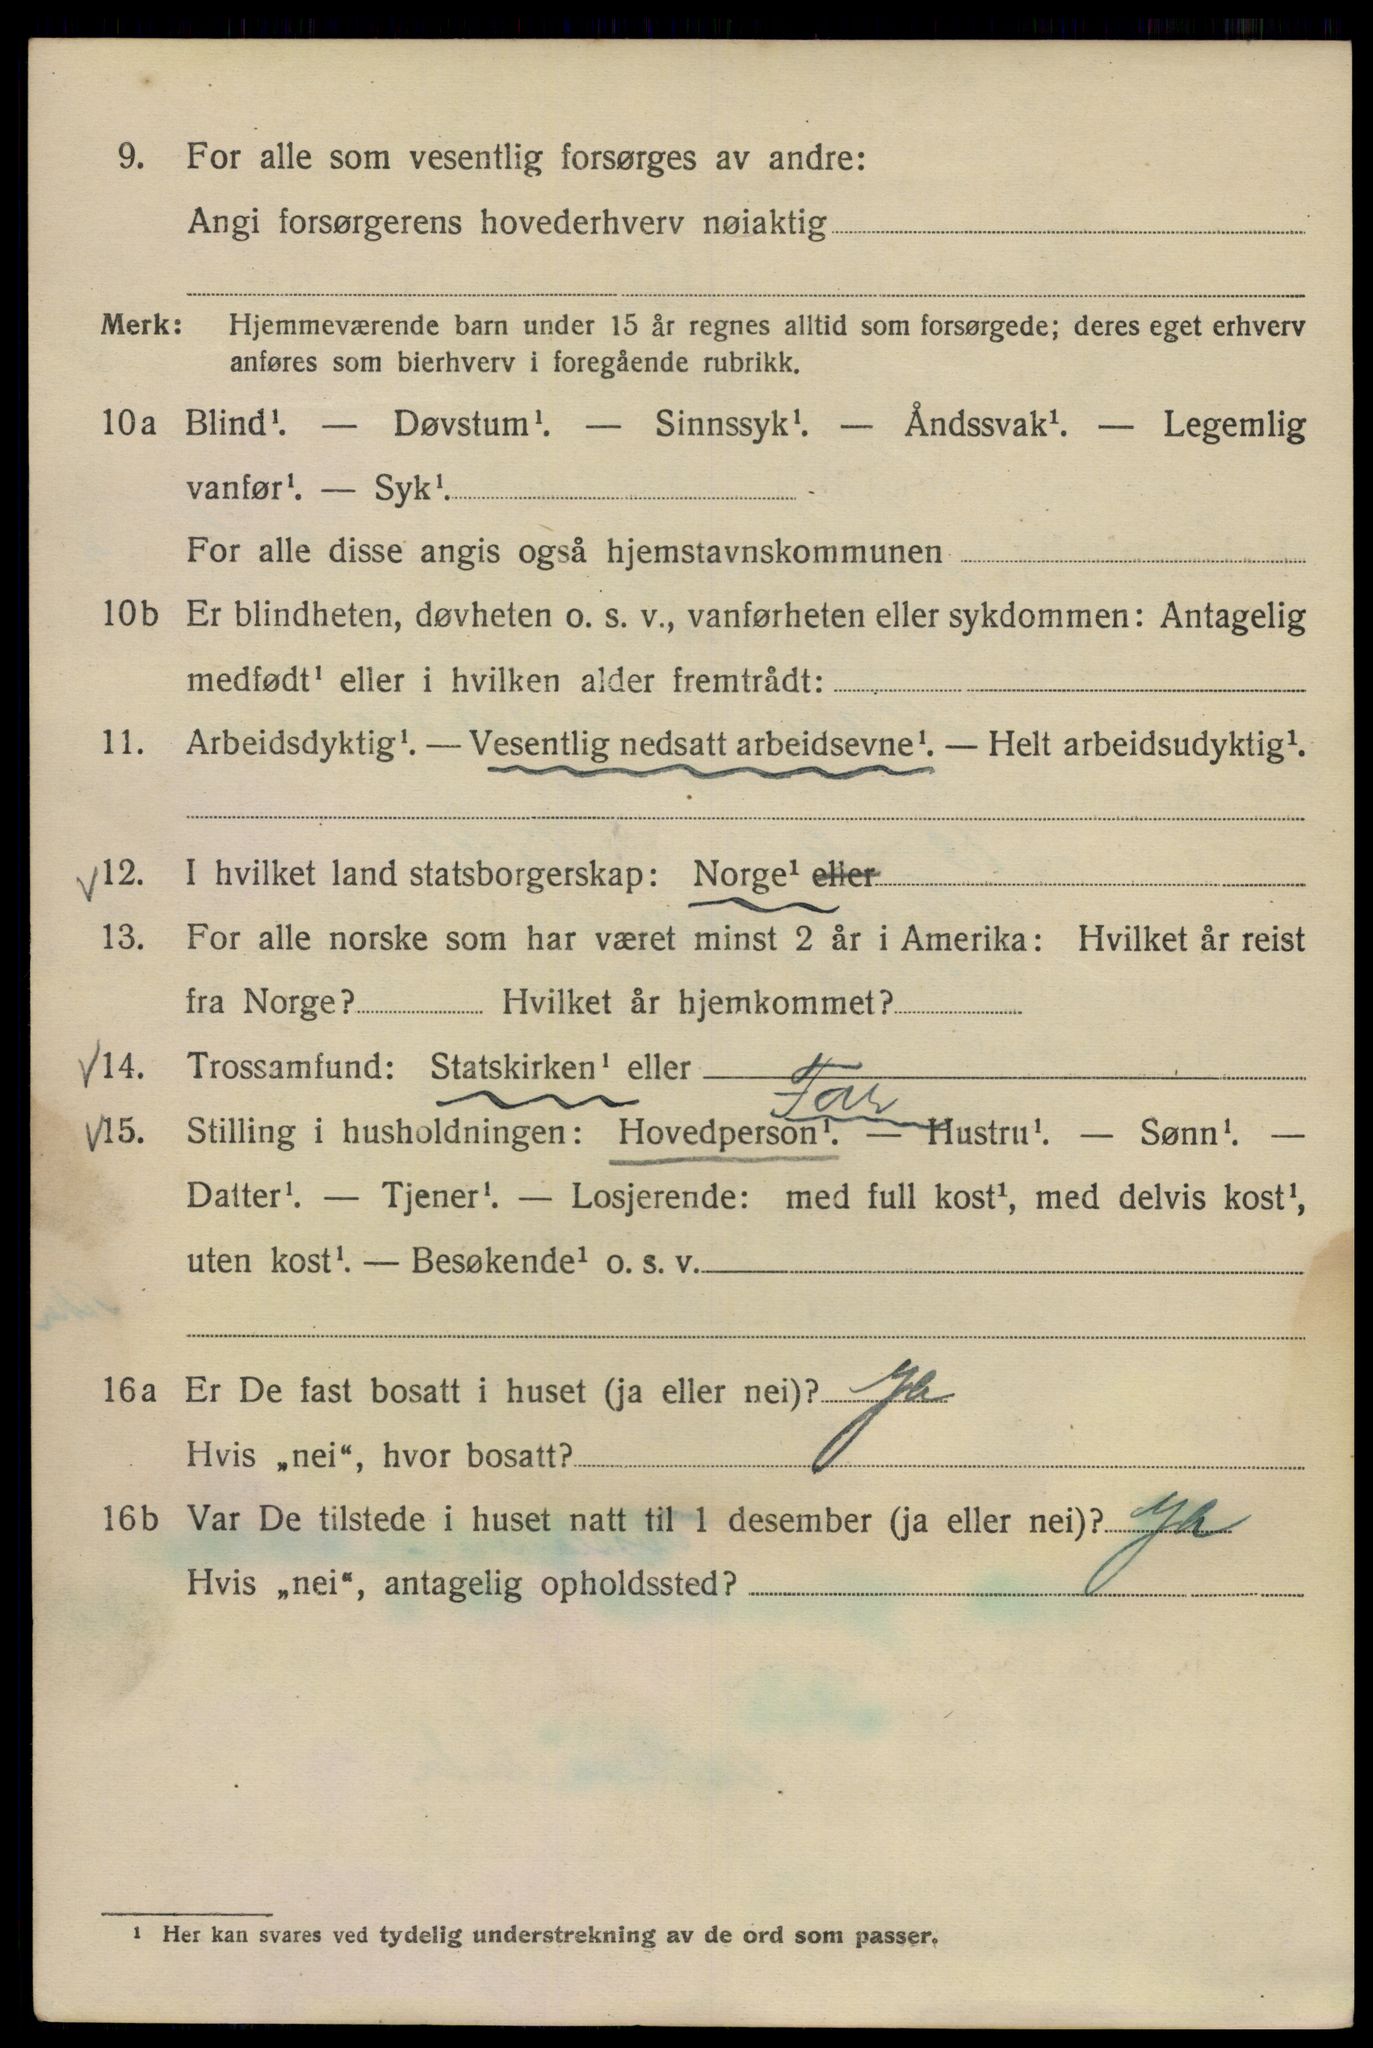 9. For alle som vesentlig forsørges av andre:
Angi forsørgerens hovederhverv nøiaktig
Merk: Hjemmeværende barn under 15 år regnes alltid som forsørgede; deres eget erhverv
anføres som bierhverv i foregående rubrikk.
10a Blind¹. — Døvstum¹. — Sinnssyk¹. — Åndssvak¹. — Legemlig
vanfør¹. — Syk¹.
For alle disse angis også hjemstavnskommunen
10b Er blindheten, døvheten o. s. v., vanførheten eller sykdommen: Antagelig
medfødt¹ eller i hvilken alder fremtrådt:
11. Arbeidsdyktig¹. — Vesentlig nedsatt arbeidsevne¹. — Helt arbeidsudyktig¹.
√12. I hvilket land statsborgerskap: Norge¹ eller
13. For alle norske som har været minst 2 år i Amerika: Hvilket år reist
fra Norge? Hvilket år hjemkommet?
√14. Trossamfund: Statskirken¹ eller
Far
√15. Stilling i husholdningen: Hovedperson¹. — Hustru¹. — Sønn¹. —
Datter¹. — Tjener¹. — Losjerende: med full kost¹, med delvis kost¹,
uten kost¹. — Besøkende¹ o. s. v.
16a Er De fast bosatt i huset (ja eller nei)? Ja
Hvis „nei“, hvor bosatt?
16b Var De tilstede i huset natt til 1 desember (ja eller nei)? Ja
Hvis „nei“, antagelig opholdssted?
¹ Her kan svares ved tydelig understrekning av de ord som passer.